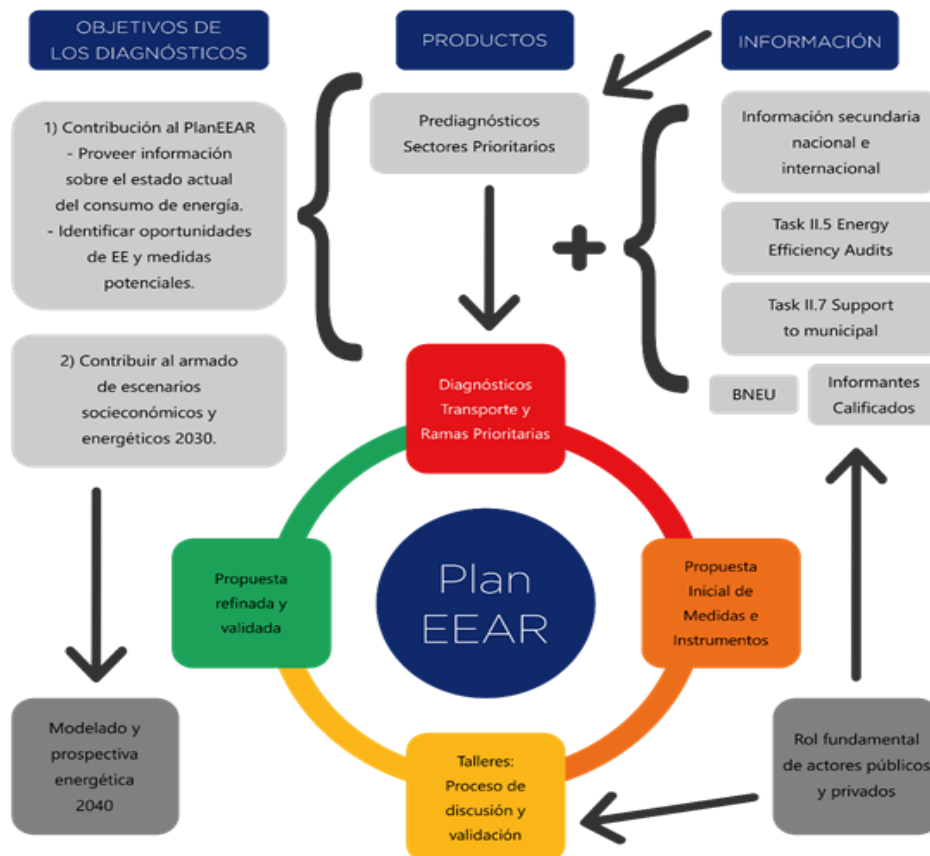 OBJETIVOS DE
LOS DIAGNÓSTICOS
PRODUCTOS
INFORMACIÓN
1) Contribución al PlanEEAR
- Proveer información
sobre el estado actual
del consumo de energía.
- Identificar oportunidades
de EE y medidas
potenciales.
2) Contribuir al armado
de escenarios
socieconómicos y
energéticos 2030.
Modelado y
prospectiva
energética
2040
Prediagnósticos
Sectores Prioritarios
Información secundaria
nacional e
internacional
Task II.5 Energy
Efficiency Audits
Task II.7 Support
to municipal
BNEU
Informantes
Calificados
Diagnósticos
Transporte y
Ramas Prioritarias
Propuesta
refinada y
validada
Plan
EEAR
Propuesta
Inicial de
Medidas e
Instrumentos
Talleres:
Proceso de
discusión y
validación
Rol fundamental
de actores públicos
y privados